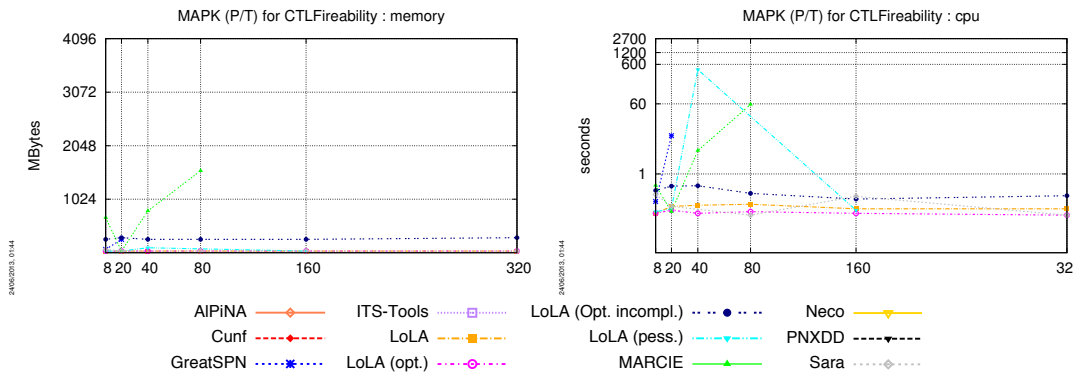 MAPK (P/T) for CTLFireability : memory
MBytes
4096
3072
2048
1024
8 20 40 80 160 320
24/06/2013, 01:44
MAPK (P/T) for CTLFireability : cpu
seconds
2700
1200
600
60
1
8 20 40 80 160 32
24/06/2013, 01:44
AlPiNA
Cunf
GreatSPN
ITS-Tools
LoLA
LoLA (opt.)
LoLA (Opt. incompl.)
LoLA (pess.)
MARCIE
Neco
PNXDD
Sara